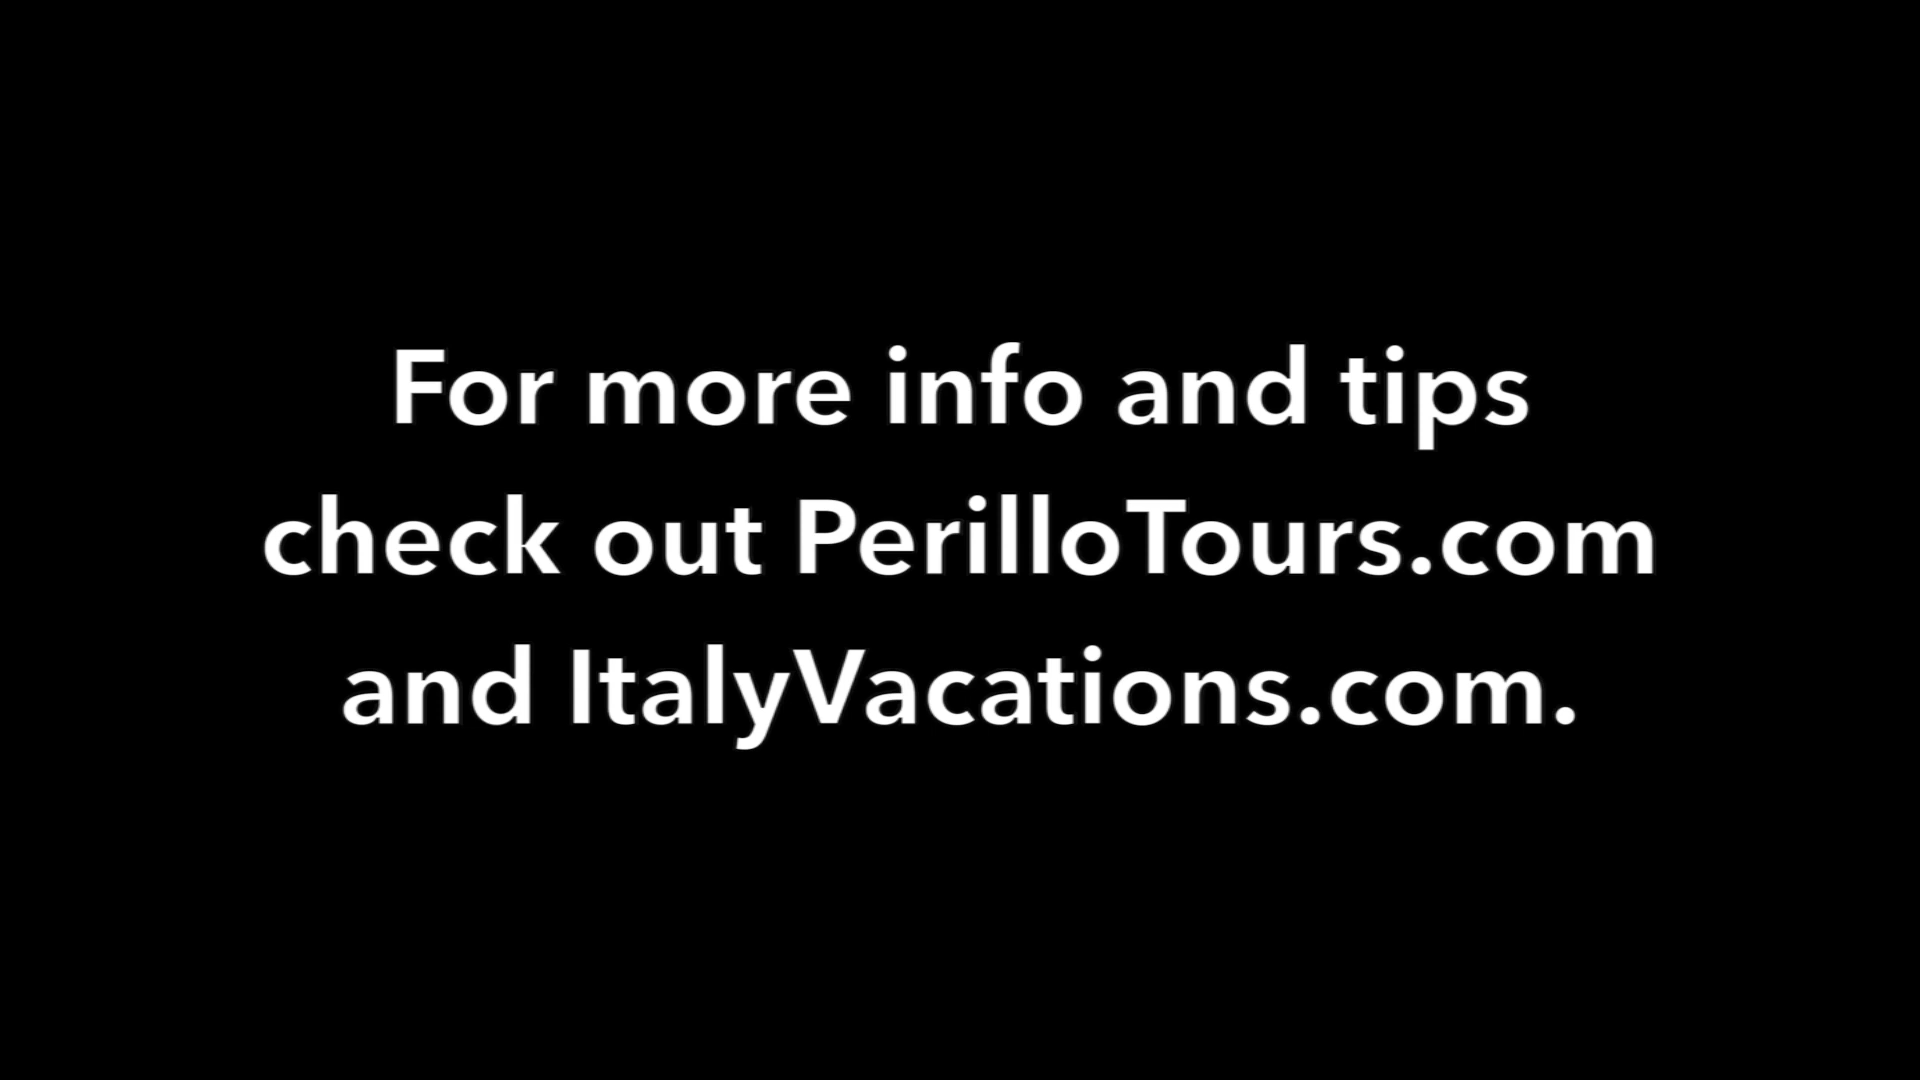 For more info and tips
check out PerilloTours.com
and ItalyVacations.com.